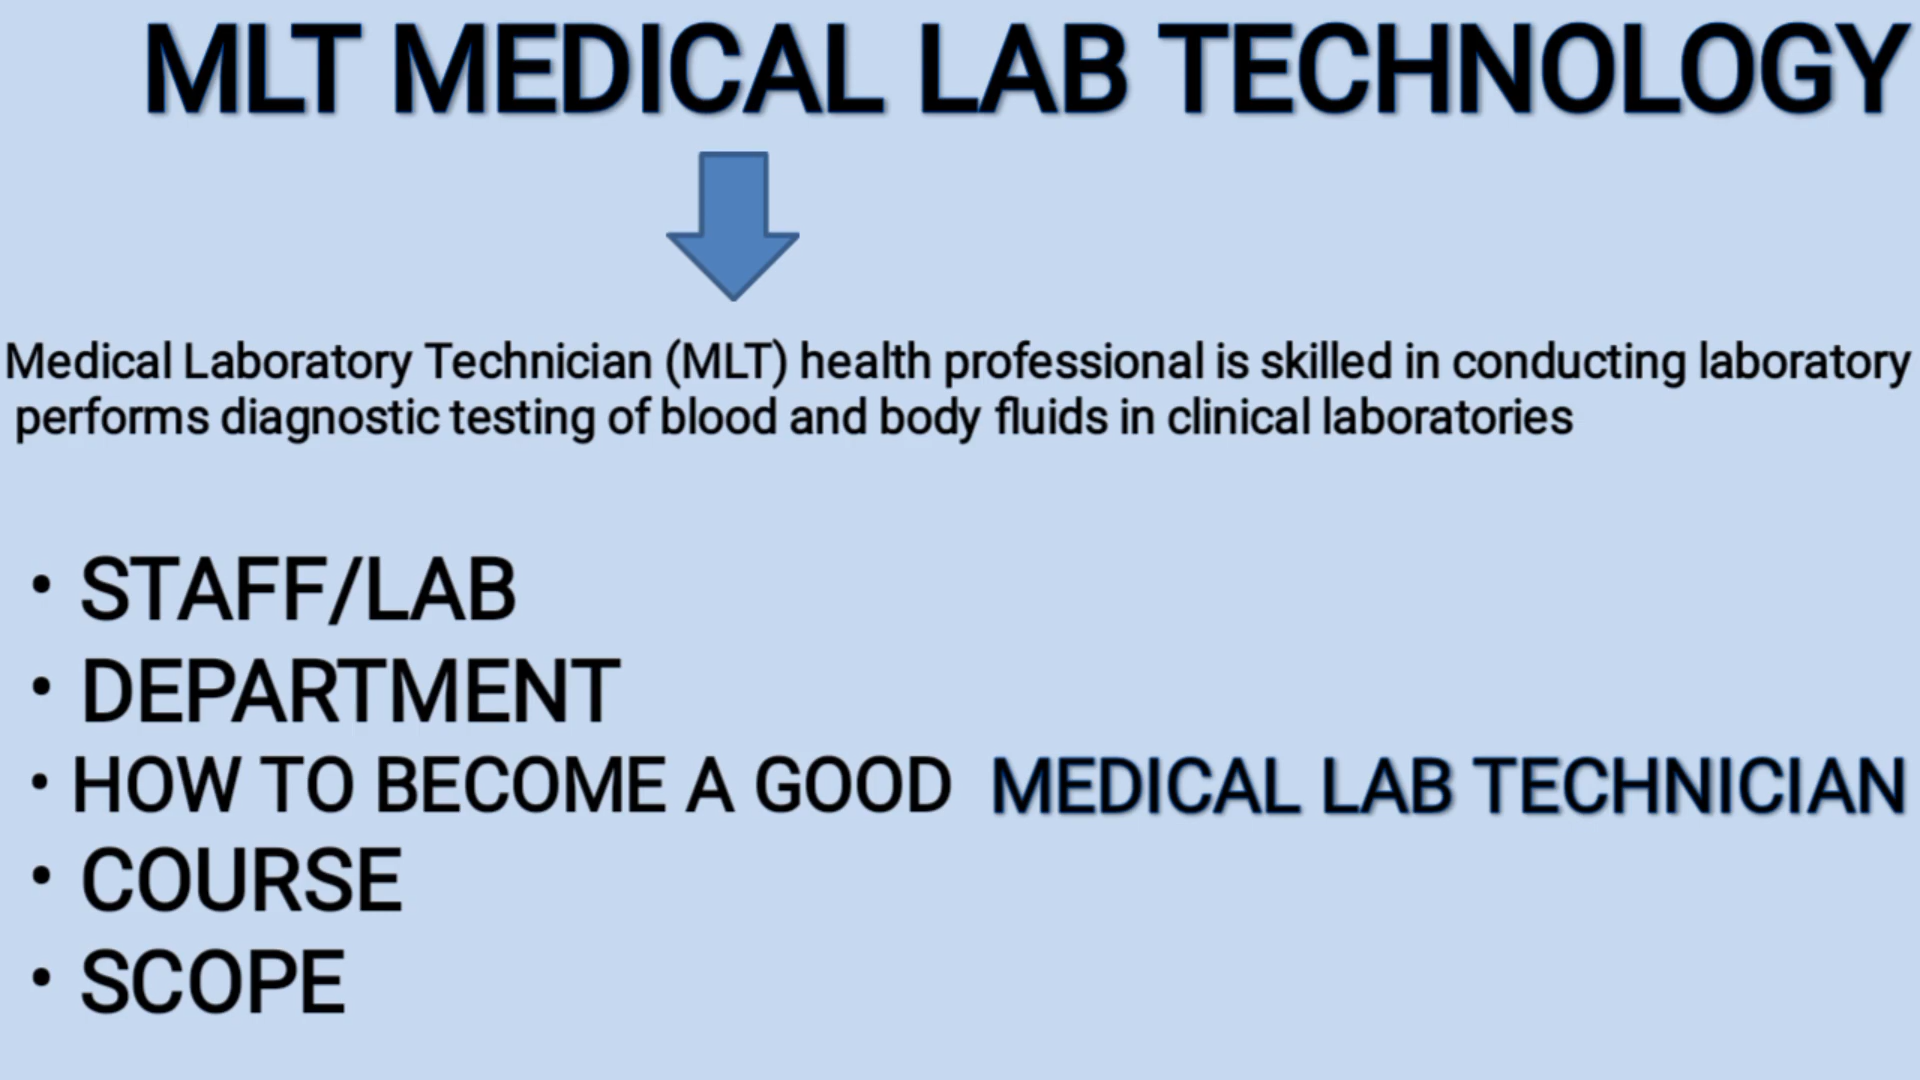 MLT MEDICAL LAB TECHNOLOGY
Medical Laboratory Technician (MLT) health professional is skilled in conducting laboratory
performs diagnostic testing of blood and body fluids in clinical laboratories
• STAFF/LAB
• DEPARTMENT
• HOW TO BECOME A GOOD MEDICAL LAB TECHNICIAN
• COURSE
• SCOPE